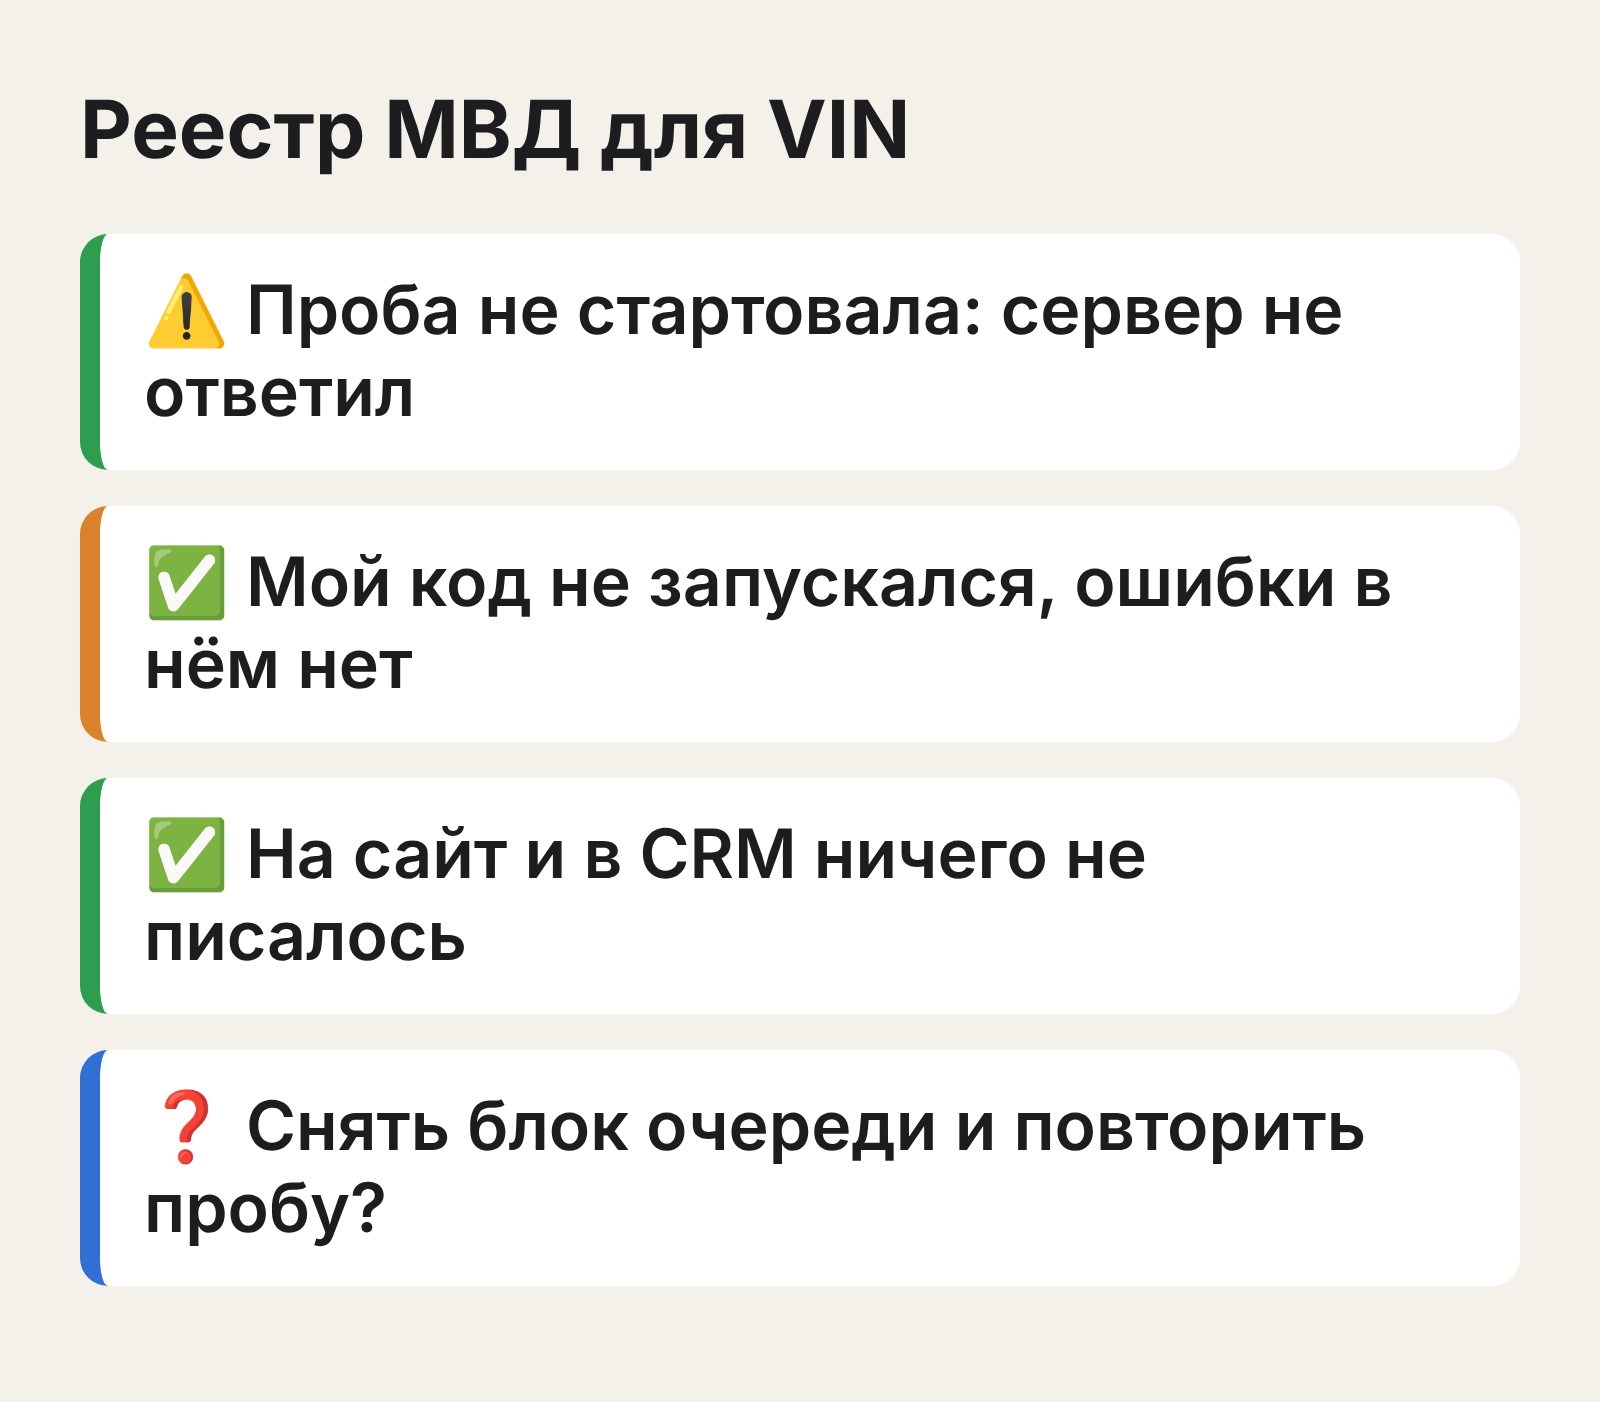 Реестр МВД для VIN
⚠️ Проба не стартовала: сервер не
ответил
✅ Мой код не запускался, ошибки в
нём нет
✅ На сайт и в CRM ничего не
писалось
❓ Снять блок очереди и повторить
пробу?